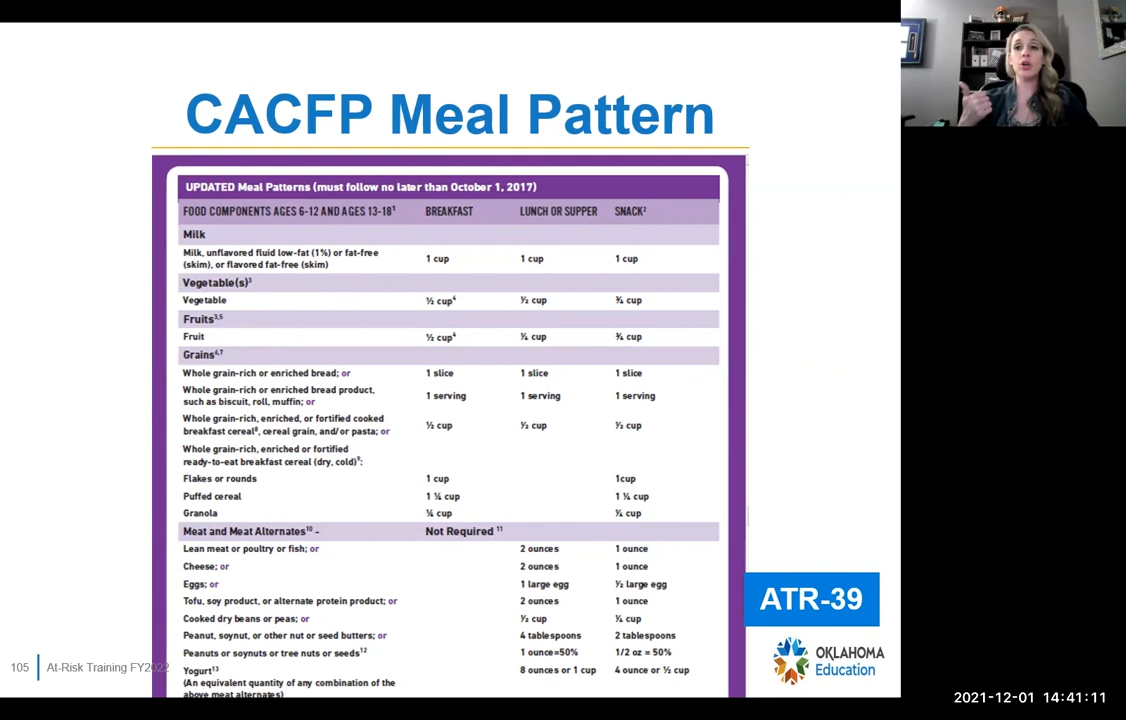 CACFP Meal Pattern
UPDATED Meal Patterns (must follow no later than October 1, 2017)
FOOD COMPONENTS AGES 6-12 AND AGES 13-18¹ BREAKFAST LUNCH OR SUPPER SNACK²
Milk
Milk, unflavored fluid low-fat (1%) or fat-free
(skim), or flavored fat-free (skim) 1 cup 1 cup 1 cup
Vegetable(s)³
Vegetable ½ cup⁴ ½ cup ¾ cup
Fruits³,⁵
Fruit ½ cup⁴ ¼ cup ¾ cup
Grains⁶,⁷
Whole grain-rich or enriched bread; or 1 slice 1 slice 1 slice
Whole grain-rich or enriched bread product,
such as biscuit, roll, muffin; or 1 serving 1 serving 1 serving
Whole grain-rich, enriched, or fortified cooked
breakfast cereal⁸, cereal grain, and/or pasta; or ½ cup ½ cup ½ cup
Whole grain-rich, enriched or fortified
ready-to-eat breakfast cereal (dry, cold)⁹:
Flakes or rounds 1 cup 1cup
Puffed cereal 1 ¼ cup 1 ¼ cup
Granola ¼ cup ¼ cup
Meat and Meat Alternates¹⁰ - Not Required ¹¹
Lean meat or poultry or fish; or 2 ounces 1 ounce
Cheese; or 2 ounces 1 ounce
Eggs; or 1 large egg ½ large egg
Tofu, soy product, or alternate protein product; or 2 ounces 1 ounce
Cooked dry beans or peas; or ½ cup ¼ cup
Peanut, soynut, or other nut or seed butters; or 4 tablespoons 2 tablespoons
Peanuts or soynuts or tree nuts or seeds¹² 1 ounce=50% 1/2 oz = 50%
Yogurt¹³ 8 ounces or 1 cup 4 ounce or ½ cup
(An equivalent quantity of any combination of the
above meat alternates)
ATR-39
OKLAHOMA
Education
105 At-Risk Training FY2022
2021-12-01 14:41:11